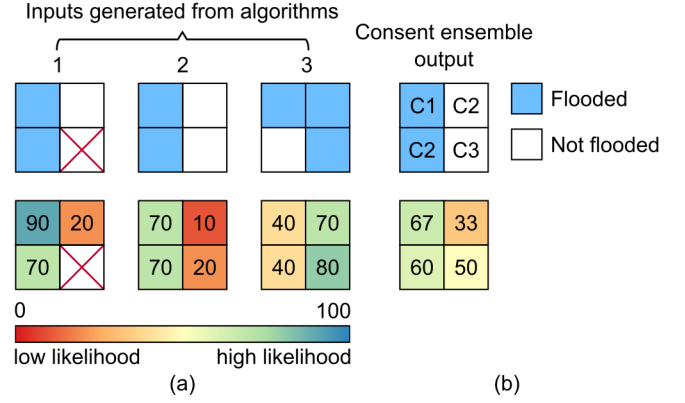 Inputs generated from algorithms
1 2 3
Consent ensemble
output
C1 C2
C2 C3
Flooded
Not flooded
90 20
70
70 10
70 20
40 70
40 80
67 33
60 50
0 100
low likelihood high likelihood
(a) (b)